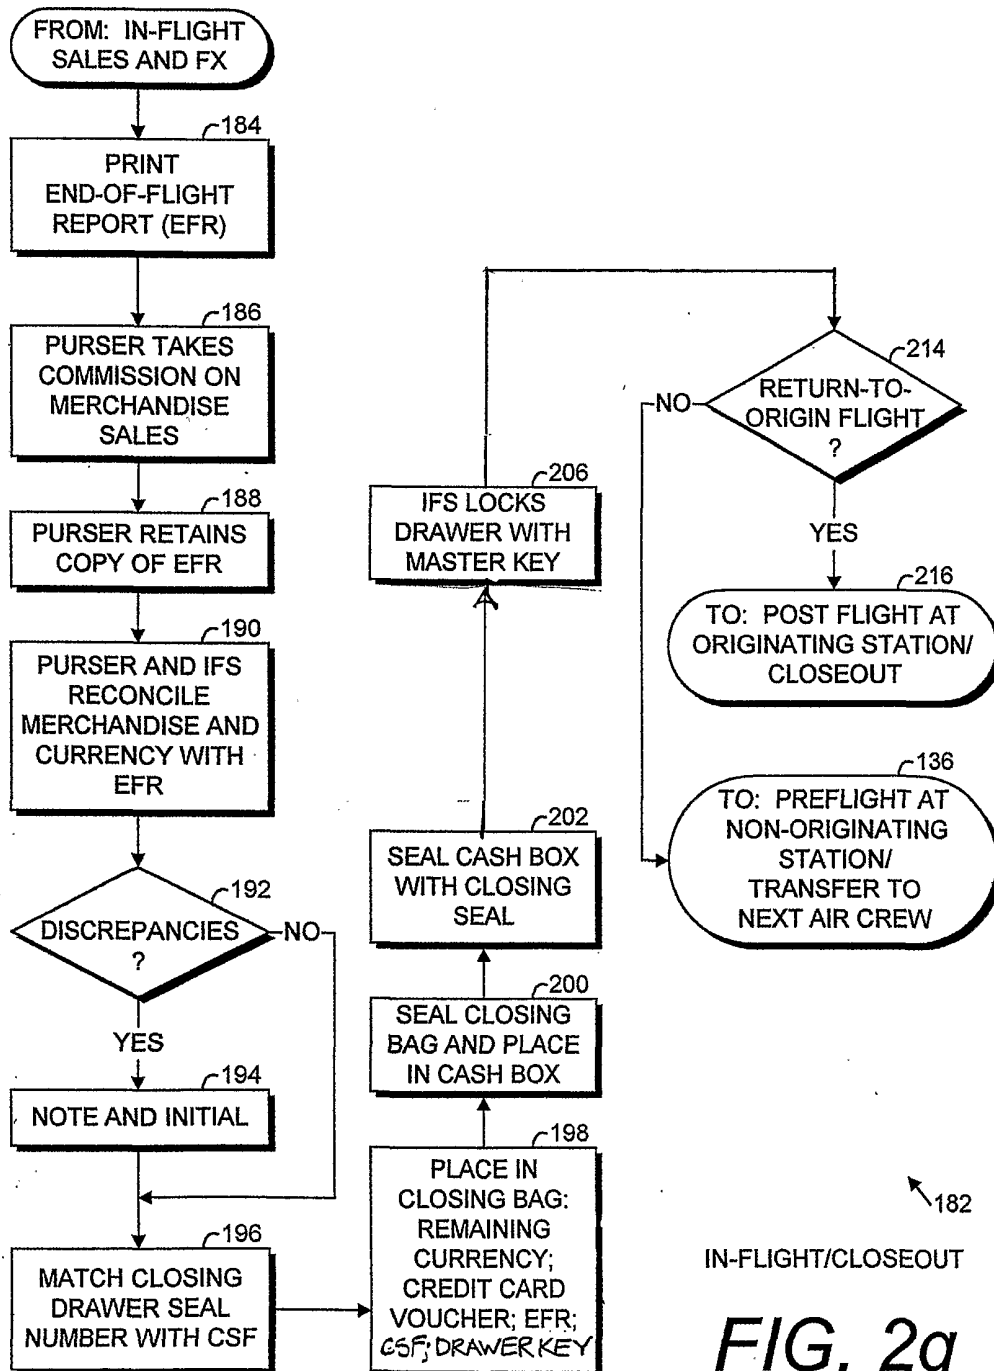 FROM: IN-FLIGHT
SALES AND FX
184
PRINT
END-OF-FLIGHT
REPORT (EFR)
186
PURSER TAKES
COMMISSION ON
MERCHANDISE
SALES
188
PURSER RETAINS
COPY OF EFR
190
PURSER AND IFS
RECONCILE
MERCHANDISE AND
CURRENCY WITH
EFR
192
DISCREPANCIES
?
NO
YES
194
NOTE AND INITIAL
196
MATCH CLOSING
DRAWER SEAL
NUMBER WITH CSF
198
PLACE IN
CLOSING BAG:
REMAINING
CURRENCY;
CREDIT CARD
VOUCHER; EFR;
CSF; DRAWER KEY
200
SEAL CLOSING
BAG AND PLACE
IN CASH BOX
202
SEAL CASH BOX
WITH CLOSING
SEAL
206
IFS LOCKS
DRAWER WITH
MASTER KEY
214
RETURN-TO-
ORIGIN FLIGHT
?
NO
YES
216
TO: POST FLIGHT AT
ORIGINATING STATION/
CLOSEOUT
136
TO: PREFLIGHT AT
NON-ORIGINATING
STATION/
TRANSFER TO
NEXT AIR CREW
182
IN-FLIGHT/CLOSEOUT
FIG. 2g